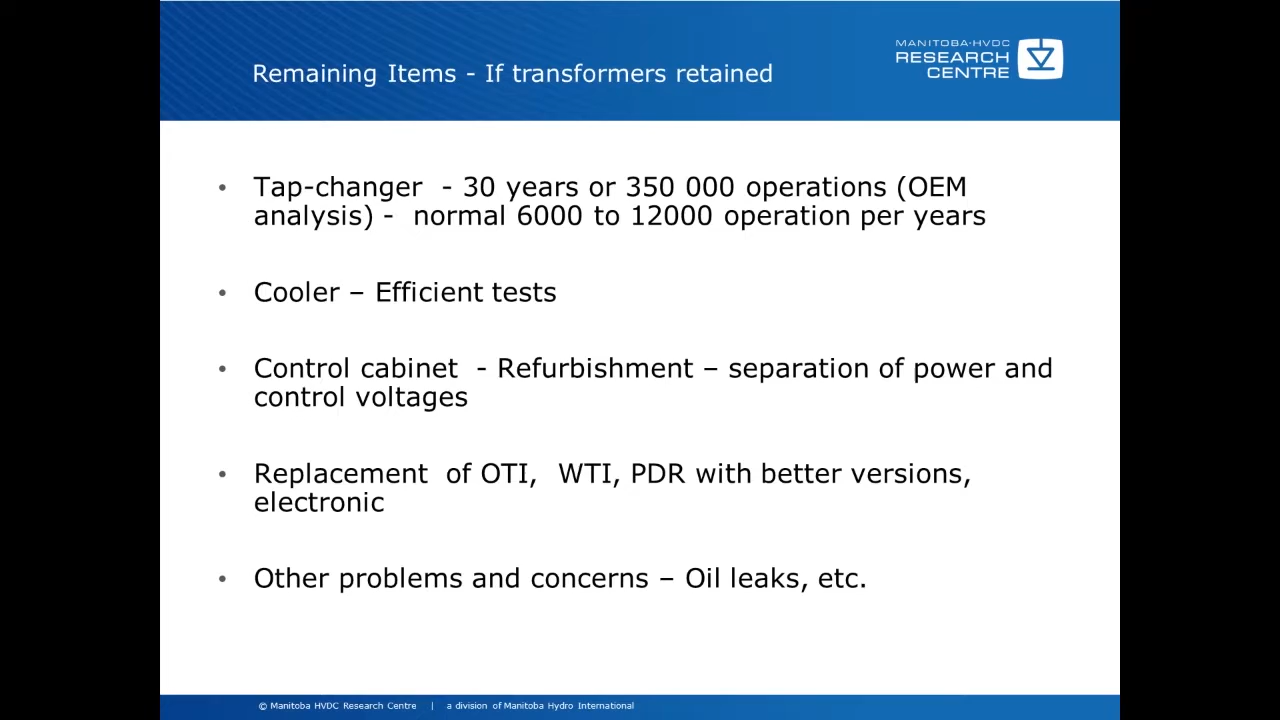 Remaining Items - If transformers retained
MANITOBA·HVDC
RESEARCH
CENTRE
• Tap-changer - 30 years or 350 000 operations (OEM
analysis) - normal 6000 to 12000 operation per years
• Cooler – Efficient tests
• Control cabinet - Refurbishment – separation of power and
control voltages
• Replacement of OTI, WTI, PDR with better versions,
electronic
• Other problems and concerns – Oil leaks, etc.
© Manitoba HVDC Research Centre | a division of Manitoba Hydro International